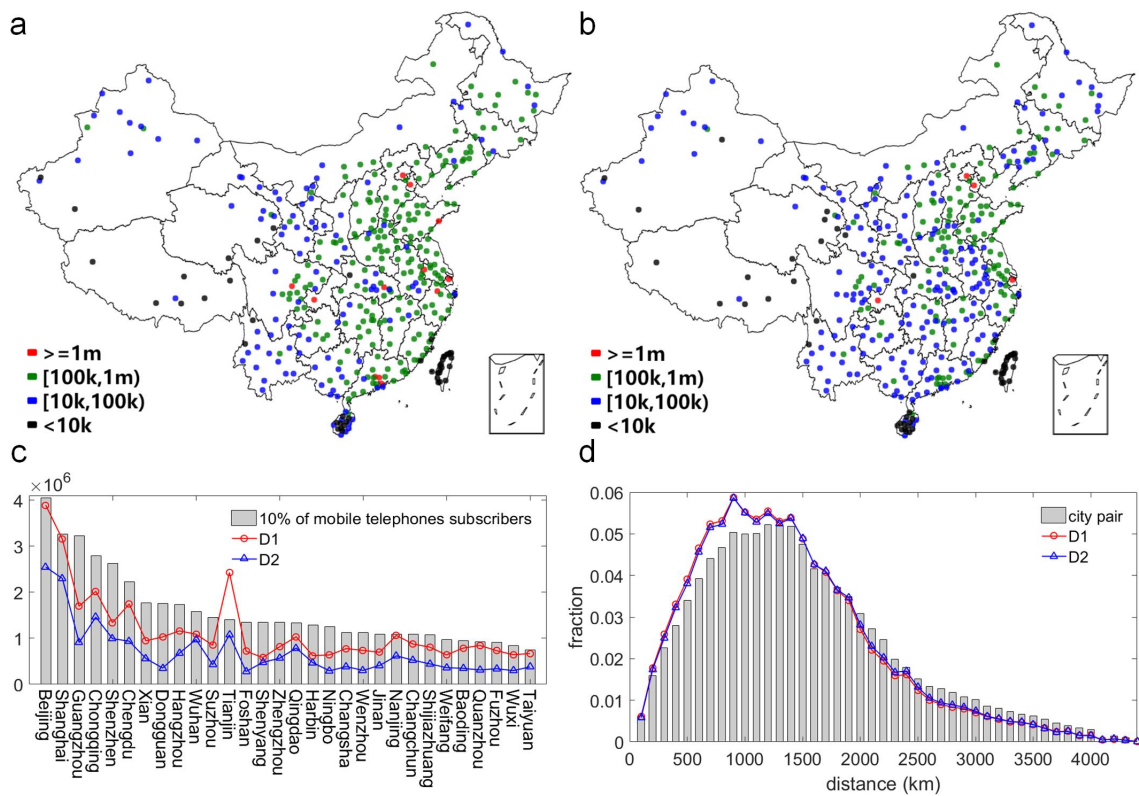 a
b
>=1m
[100k,1m)
[10k,100k)
<10k
>=1m
[100k,1m)
[10k,100k)
<10k
c
×10⁶
4
3
2
1
0
10% of mobile telephones subscribers
D1
D2
Beijing
Shanghai
Guangzhou
Chongqing
Shenzhen
Chengdu
Xian
Dongguan
Hangzhou
Wuhan
Suzhou
Tianjin
Foshan
Shenyang
Zhengzhou
Qingdao
Harbin
Ningbo
Changsha
Wenzhou
Jinan
Nanjing
Changchun
Shijiazhuang
Weifang
Baoding
Quanzhou
Fuzhou
Wuxi
Taiyuan
d
0.06
0.05
0.04
0.03
0.02
0.01
0
fraction
city pair
D1
D2
0 500 1000 1500 2000 2500 3000 3500 4000
distance (km)